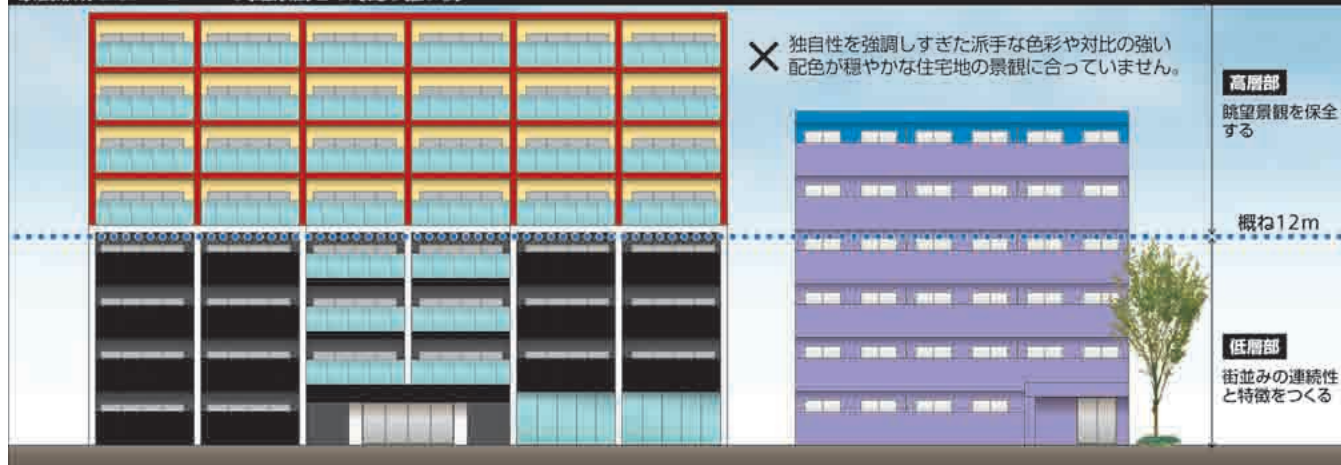 独自性を強調しすぎた派手な色彩や対比の強い
配色が穏やかな住宅地の景観に合っていません。
高層部
眺望景観を保全
する
概ね12m
低層部
街並みの連続性
と特徴をつくる